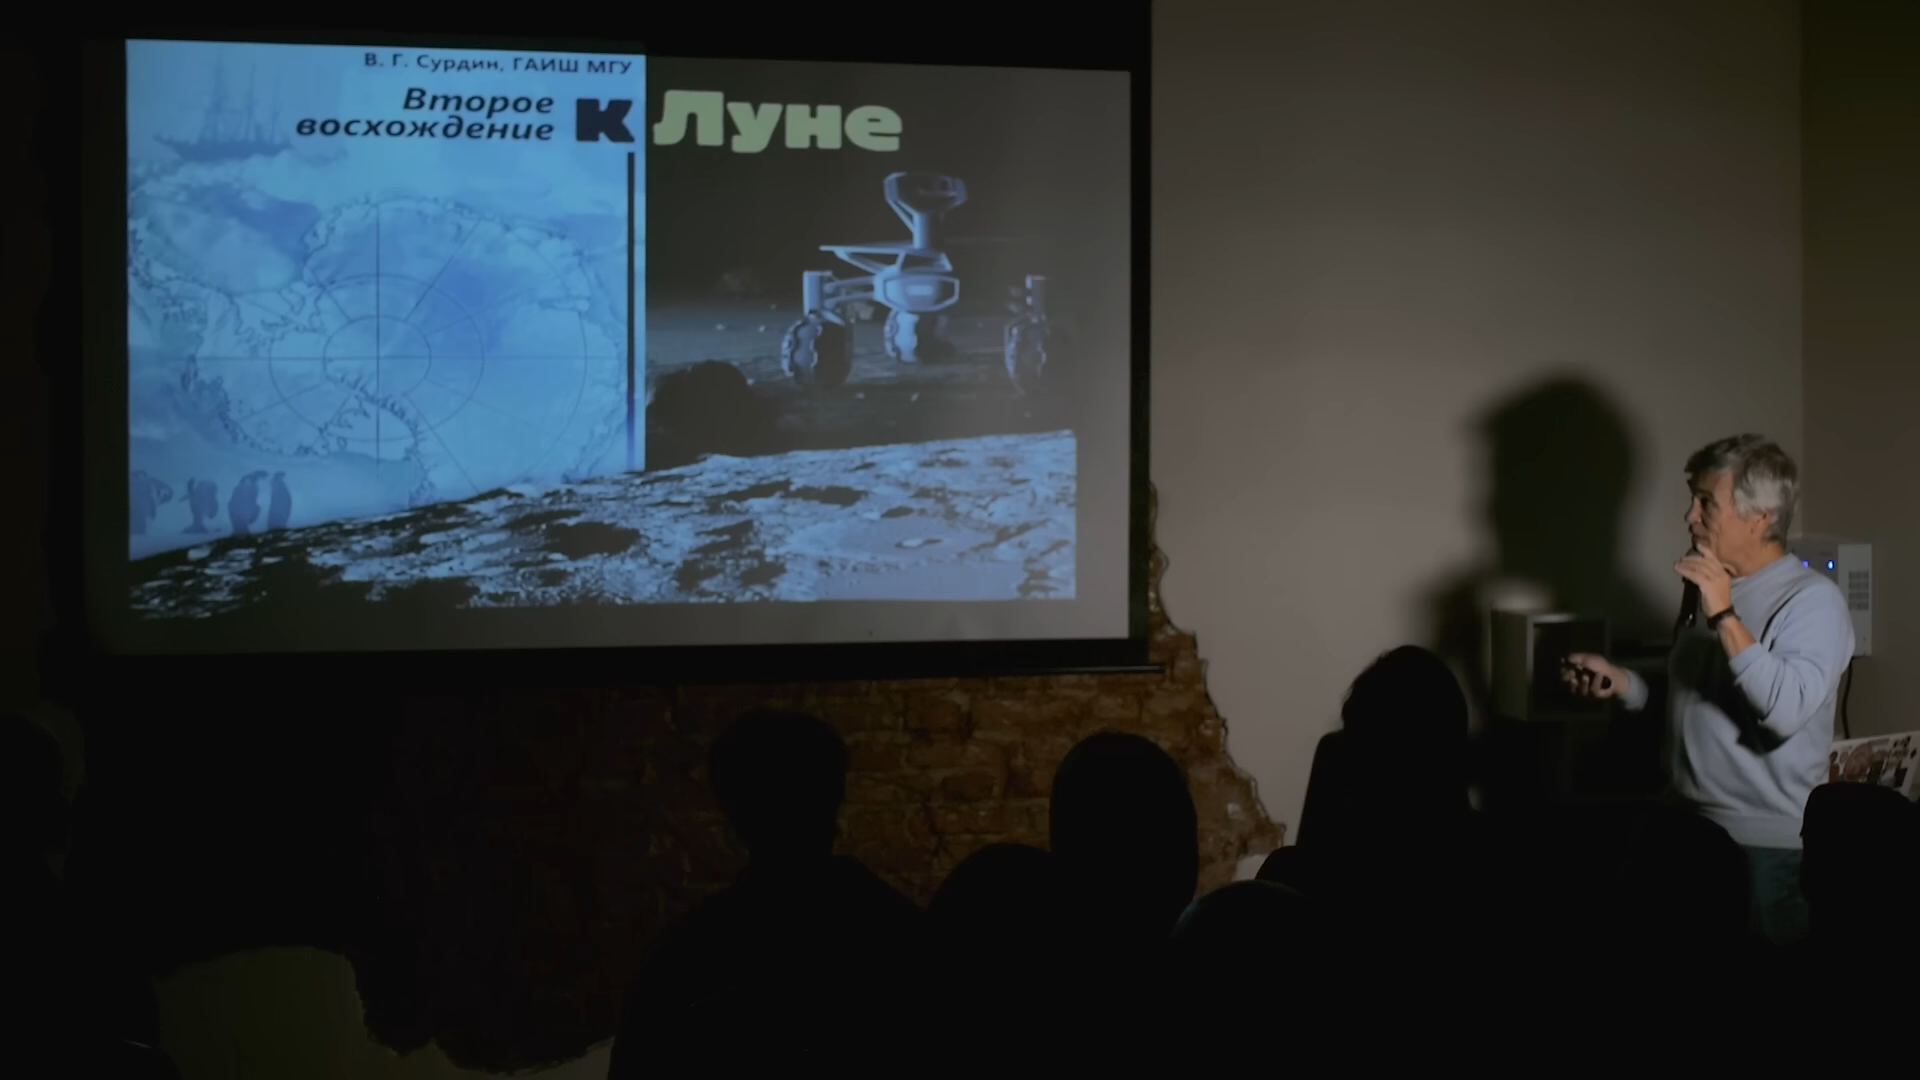 В. Г. Сурдин, ГАИШ МГУ
Второе
восхождение к Луне